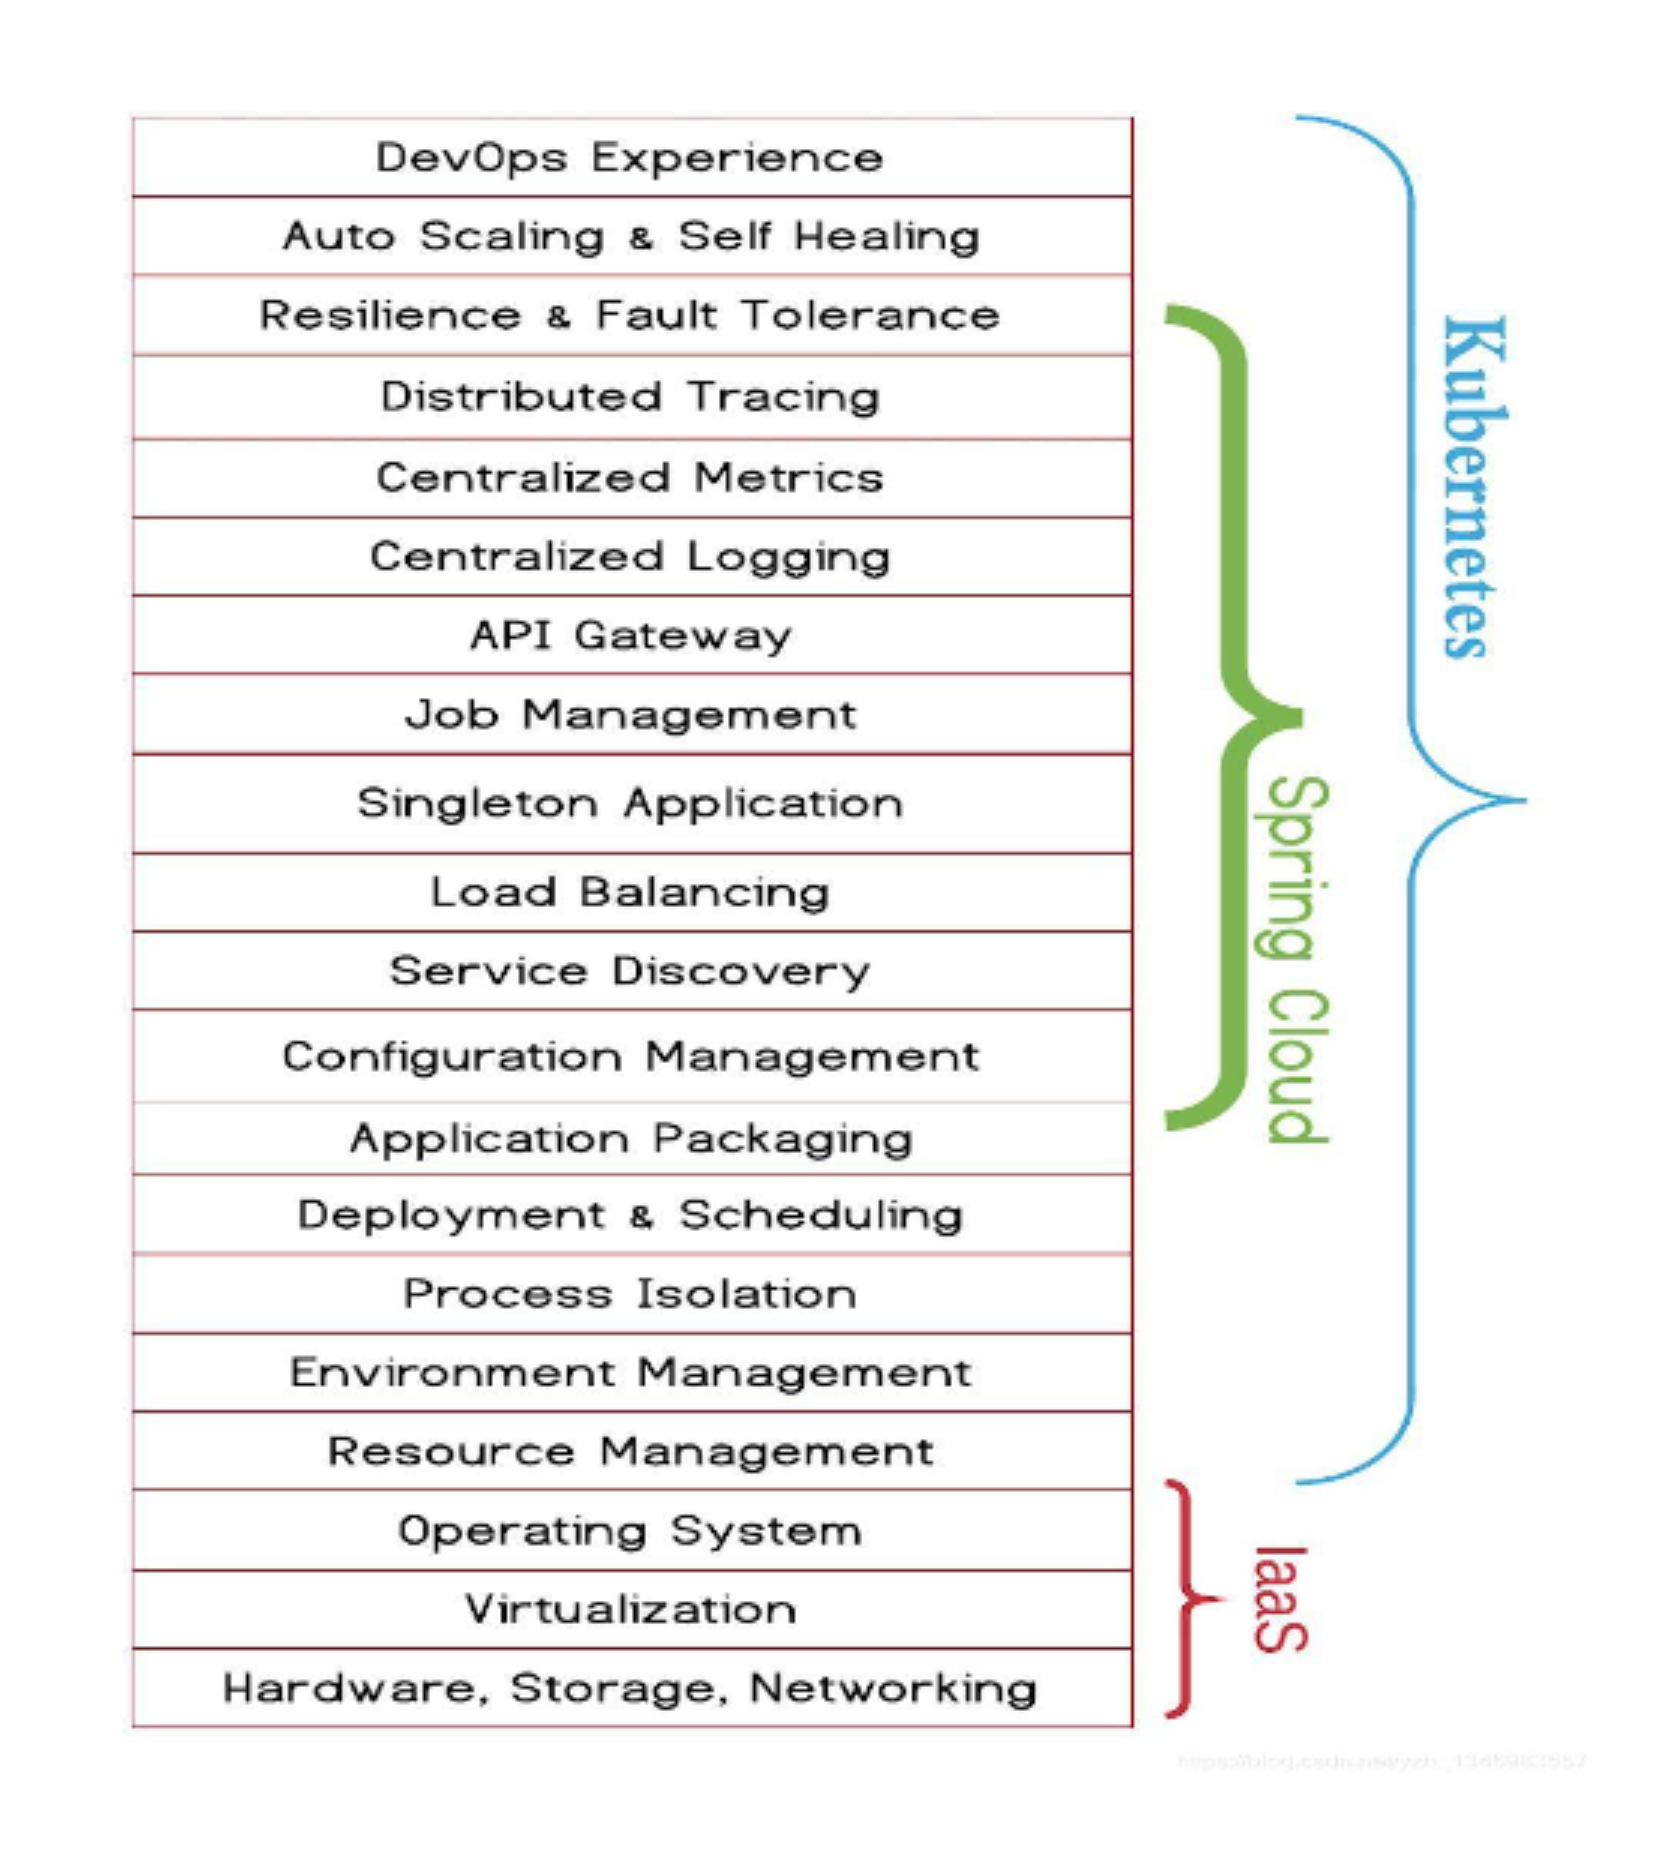 DevOps Experience
Auto Scaling & Self Healing
Resilience & Fault Tolerance
Distributed Tracing
Centralized Metrics
Centralized Logging
API Gateway
Job Management
Singleton Application
Load Balancing
Service Discovery
Configuration Management
Application Packaging
Deployment & Scheduling
Process Isolation
Environment Management
Resource Management
Operating System
Virtualization
Hardware, Storage, Networking
Spring Cloud
Kubernetes
IaaS